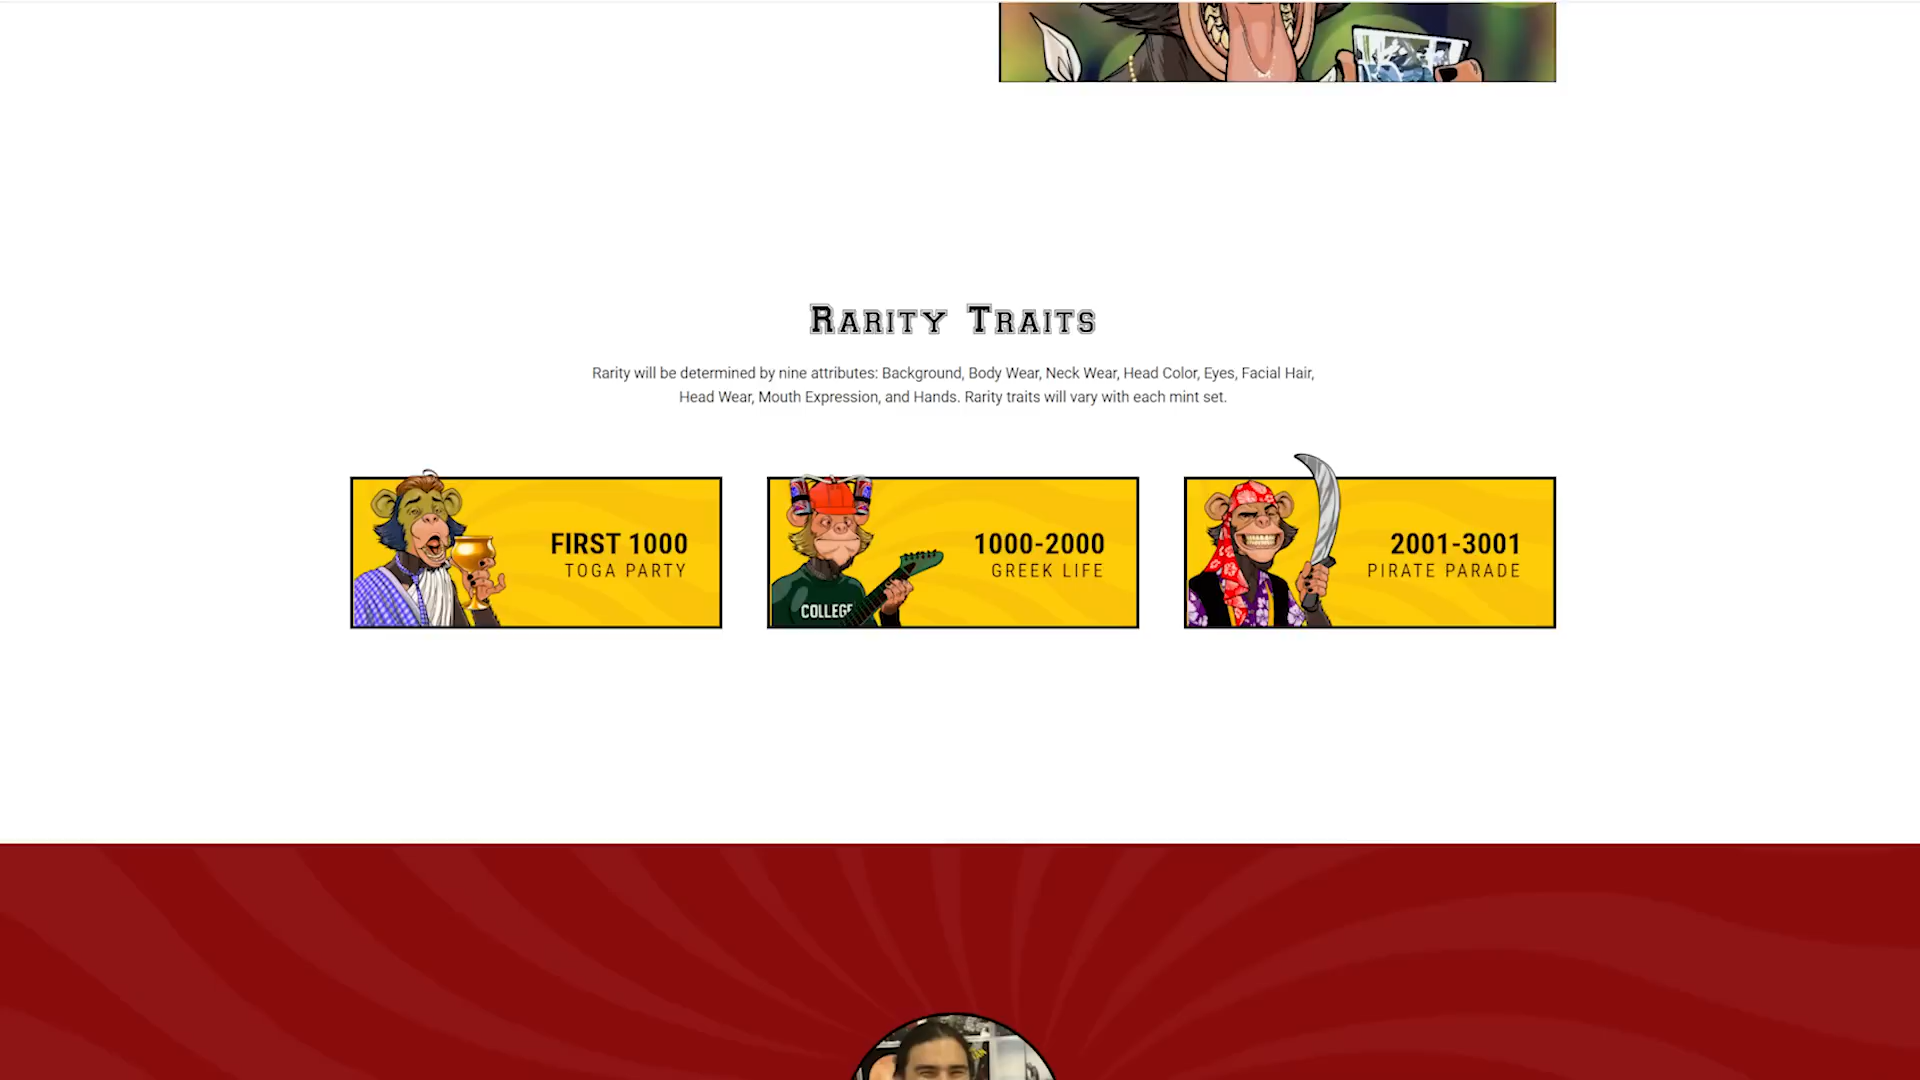 Rarity Traits
Rarity will be determined by nine attributes: Background, Body Wear, Neck Wear, Head Color, Eyes, Facial Hair,
Head Wear, Mouth Expression, and Hands. Rarity traits will vary with each mint set.
FIRST 1000
TOGA PARTY
COLLEGE
1000-2000
GREEK LIFE
2001-3001
PIRATE PARADE